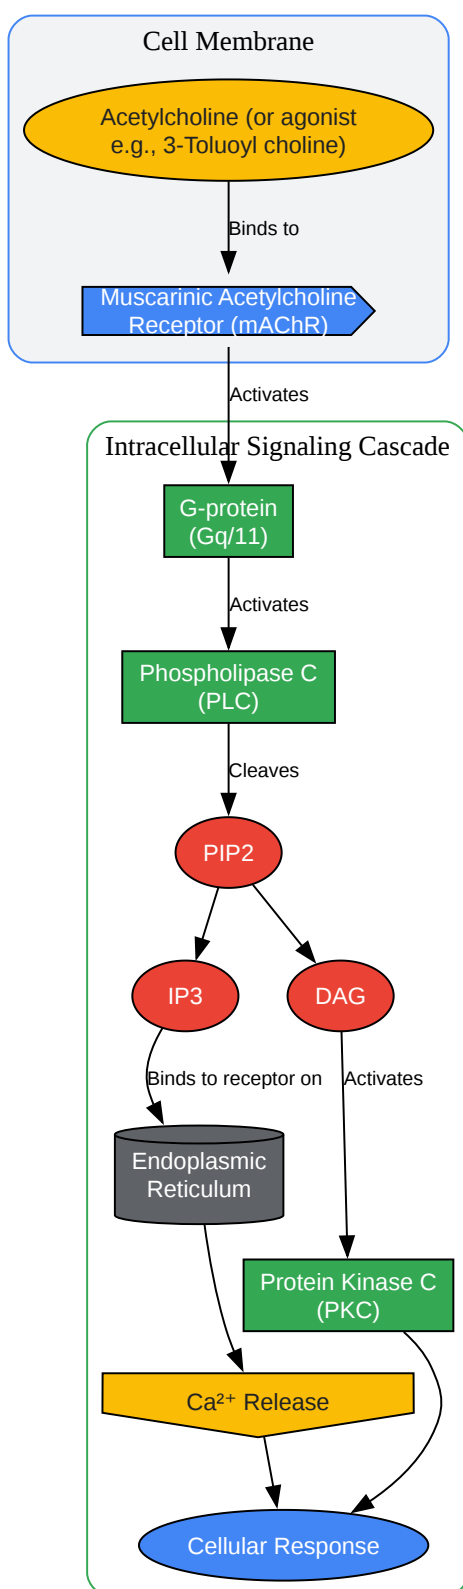 Cell Membrane
Acetylcholine (or agonist
e.g., 3-Toluoyl choline)
Binds to
Muscarinic Acetylcholine
Receptor (mAChR)
Activates
Intracellular Signaling Cascade
G-protein
(Gq/11)
Activates
Phospholipase C
(PLC)
Cleaves
PIP2
IP3
DAG
Binds to receptor on
Activates
Endoplasmic
Reticulum
Protein Kinase C
(PKC)
Ca²⁺ Release
Cellular Response